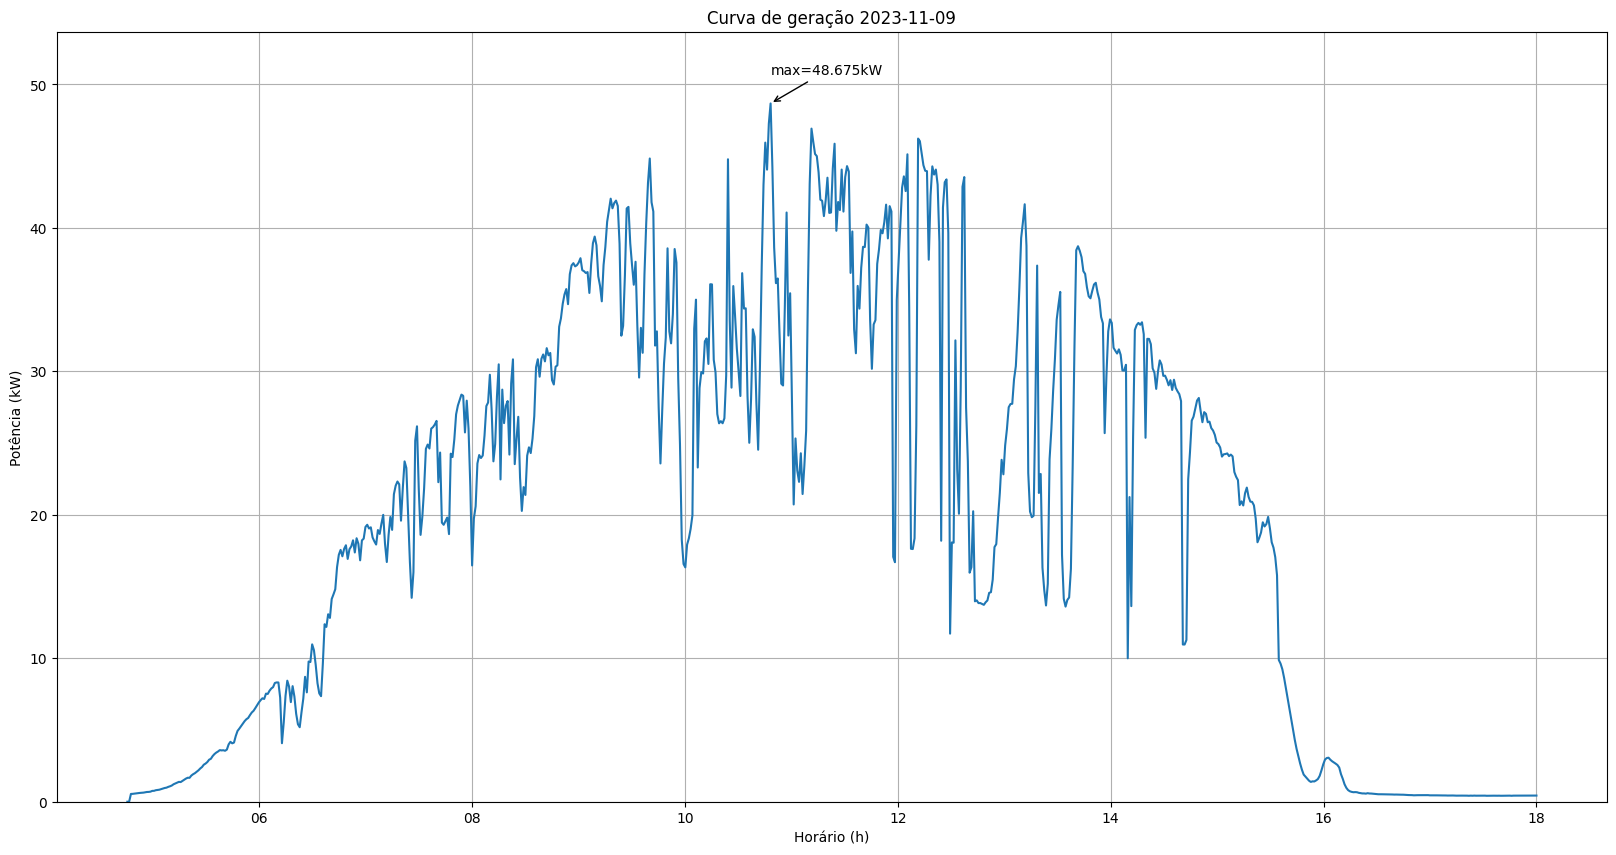 Curva de geração 2023-11-09
max=48.675kW
50
40
30
20
10
0
Potência (kW)
06 08 10 12 14 16 18
Horário (h)